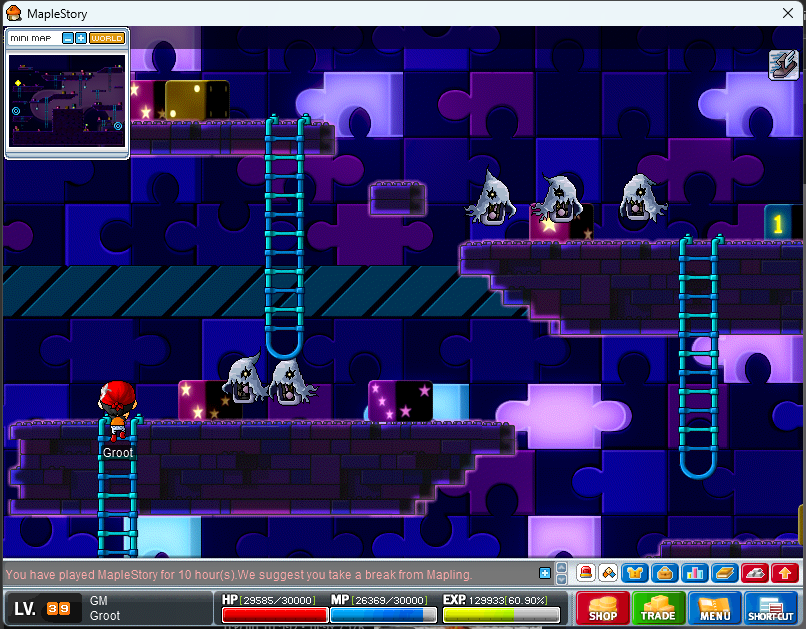 MapleStory
MINI MAP
WORLD
1
Groot
You have played MapleStory for 10 hour(s).We suggest you take a break from Mapling.
LV. 39
GM
Groot
HP [29585/30000] MP [26369/30000] EXP 129933[60.90%]
SHOP TRADE MENU SHORTCUT